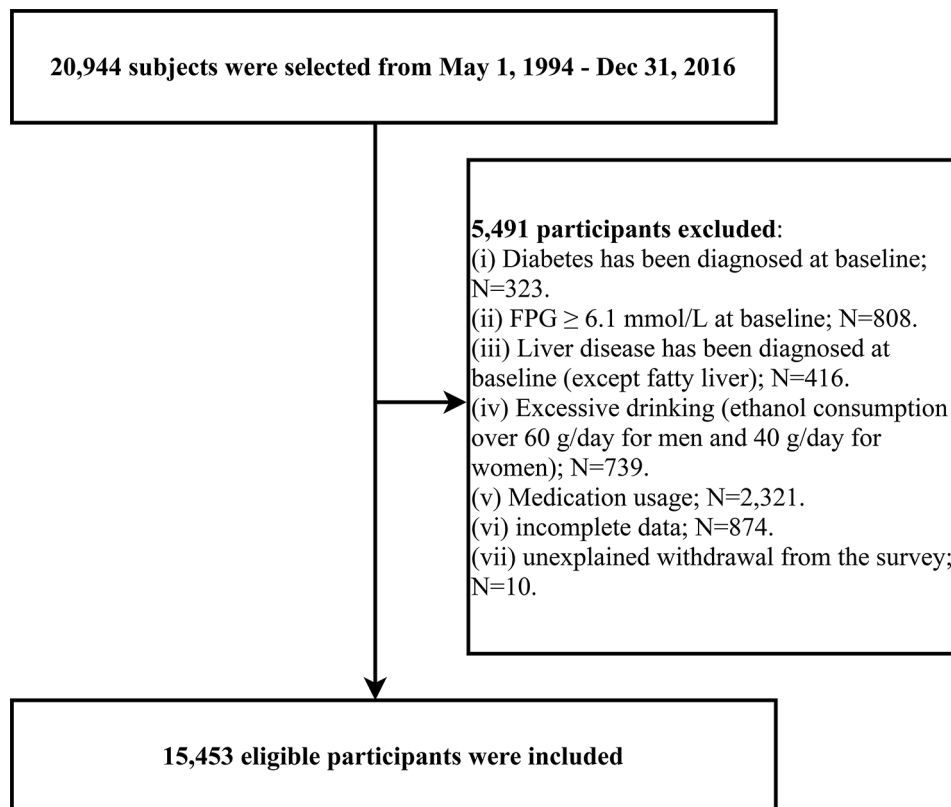 20,944 subjects were selected from May 1, 1994 - Dec 31, 2016
5,491 participants excluded:
(i) Diabetes has been diagnosed at baseline;
N=323.
(ii) FPG ≥ 6.1 mmol/L at baseline; N=808.
(iii) Liver disease has been diagnosed at
baseline (except fatty liver); N=416.
(iv) Excessive drinking (ethanol consumption
over 60 g/day for men and 40 g/day for
women); N=739.
(v) Medication usage; N=2,321.
(vi) incomplete data; N=874.
(vii) unexplained withdrawal from the survey;
N=10.
15,453 eligible participants were included